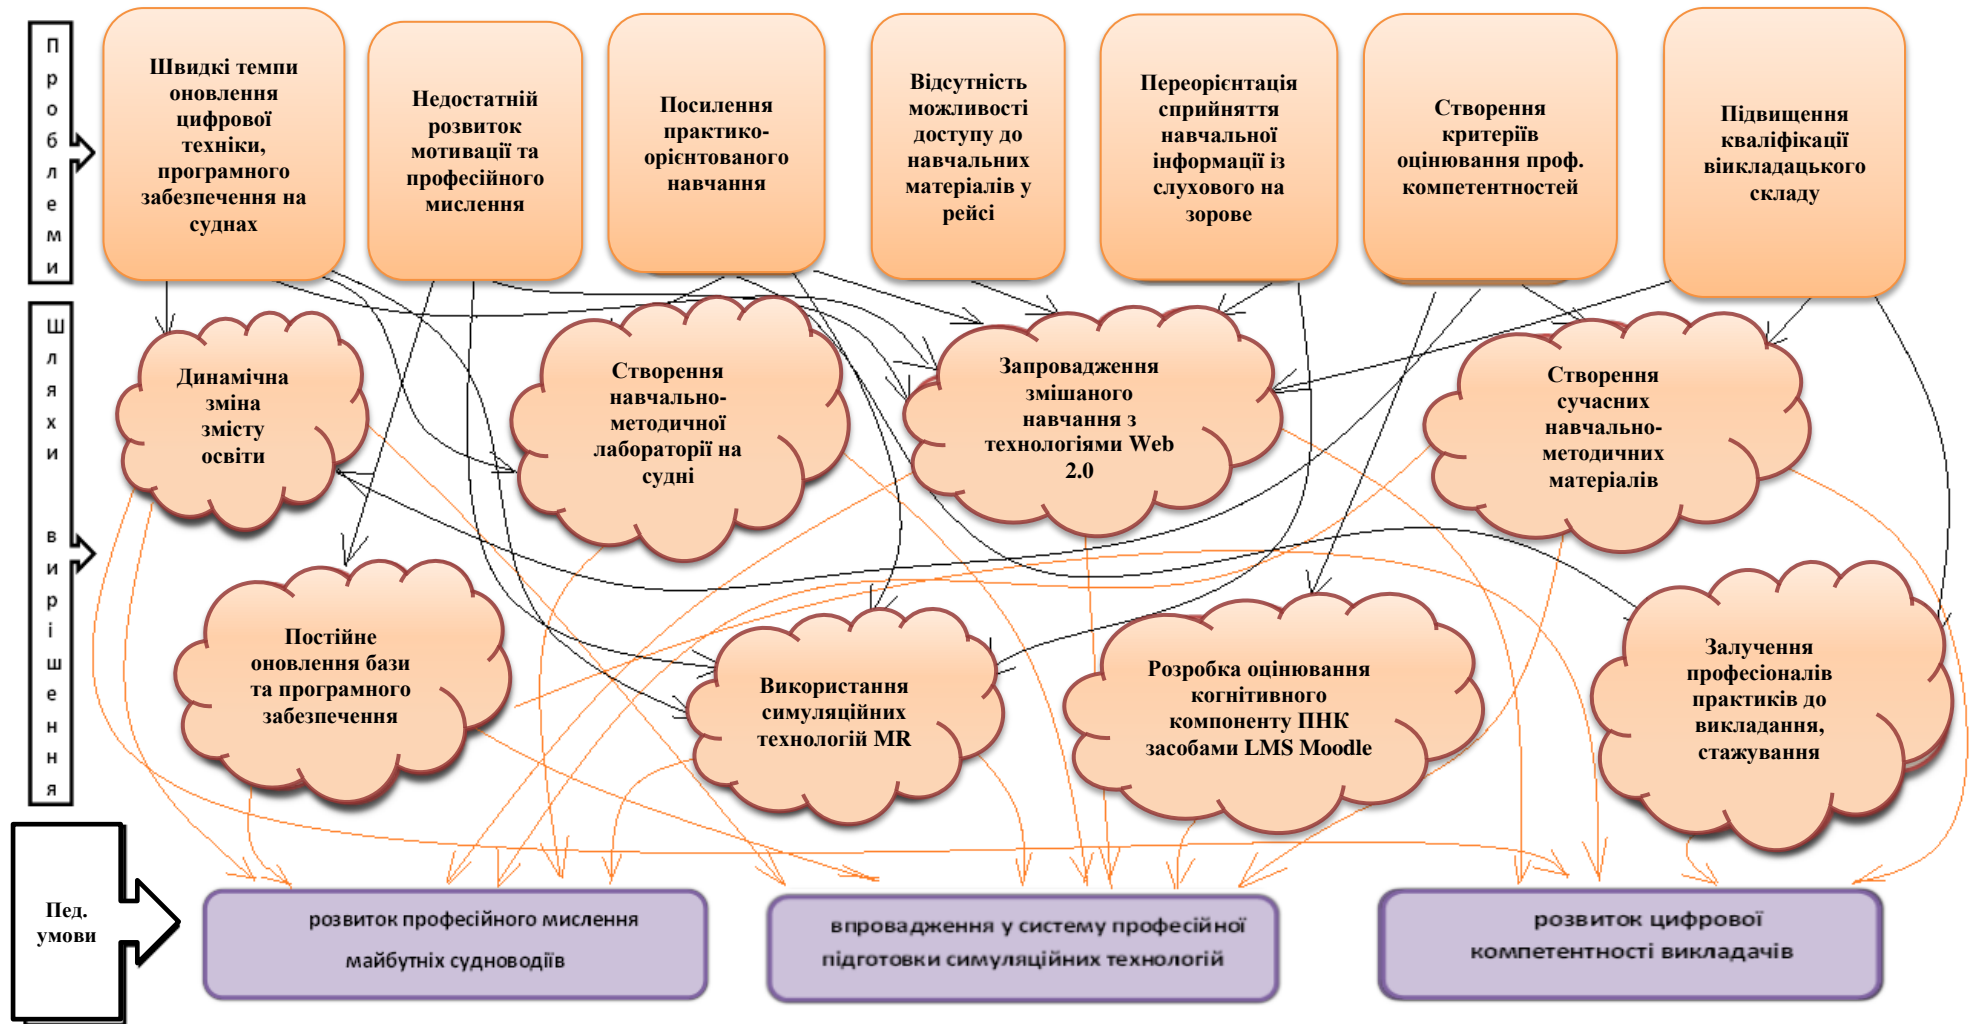 Проблеми
Швидкі темпи
оновлення
цифрової
техніки,
програмного
забезпечення на
суднах
Недостатній
розвиток
мотивації та
професійного
мислення
Посилення
практико-
орієнтованого
навчання
Відсутність
можливості
доступу до
навчальних
матеріалів у
рейсі
Переорієнтація
сприйняття
навчальної
інформації із
слухового на
зорове
Створення
критеріїв
оцінювання проф.
компетентностей
Підвищення
кваліфікації
віикладацького
складу
Шляхи вирішення
Динамічна
зміна
змісту
освіти
Створення
навчально-
методичної
лабораторії на
судні
Запровадження
змішаного
навчання з
технологіями Web
2.0
Створення
сучасних
навчально-
методичних
матеріалів
Постійне
оновлення бази
та програмного
забезпечення
Використання
симуляційних
технологій MR
Розробка оцінювання
когнітивного
компоненту ПНК
засобами LMS Moodle
Залучення
професіоналів
практиків до
викладання,
стажування
Пед.
умови
розвиток професійного мислення
майбутніх судноводіїв
впровадження у систему професійної
підготовки симуляційних технологій
розвиток цифрової
компетентності викладачів